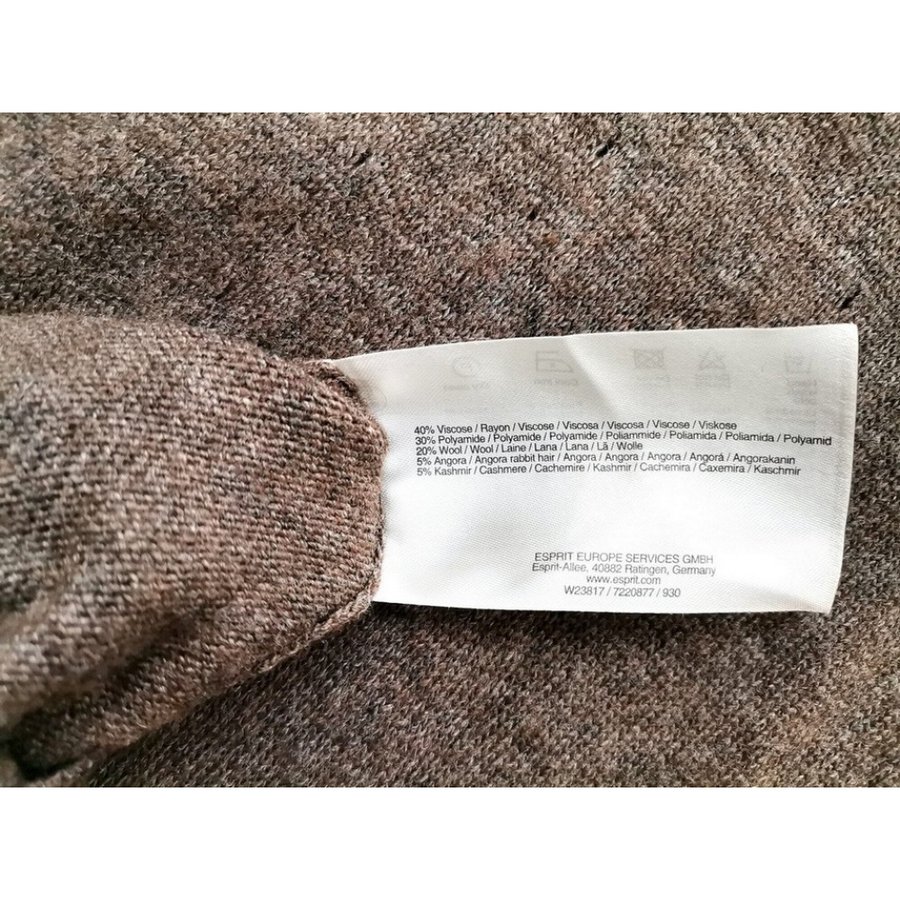 40% Viscose / Rayon / Viscose / Viscosa / Viscosa / Viscose / Viskose
30% Polyamide / Polyamide / Polyamide / Poliammide / Poliamida / Poliamida / Polyamid
20% Wool / Wool / Laine / Lana / Lana / Lã / Wolle
5% Angora / Angora rabbit hair / Angora / Angora / Angora / Angorá / Angorakanin
5% Kashmir / Cashmere / Cachemire / Kashmir / Cachemira / Caxemira / Kaschmir
ESPRIT EUROPE SERVICES GMBH
Esprit-Allee, 40882 Ratingen, Germany
www.esprit.com
W23817 / 7220877 / 930